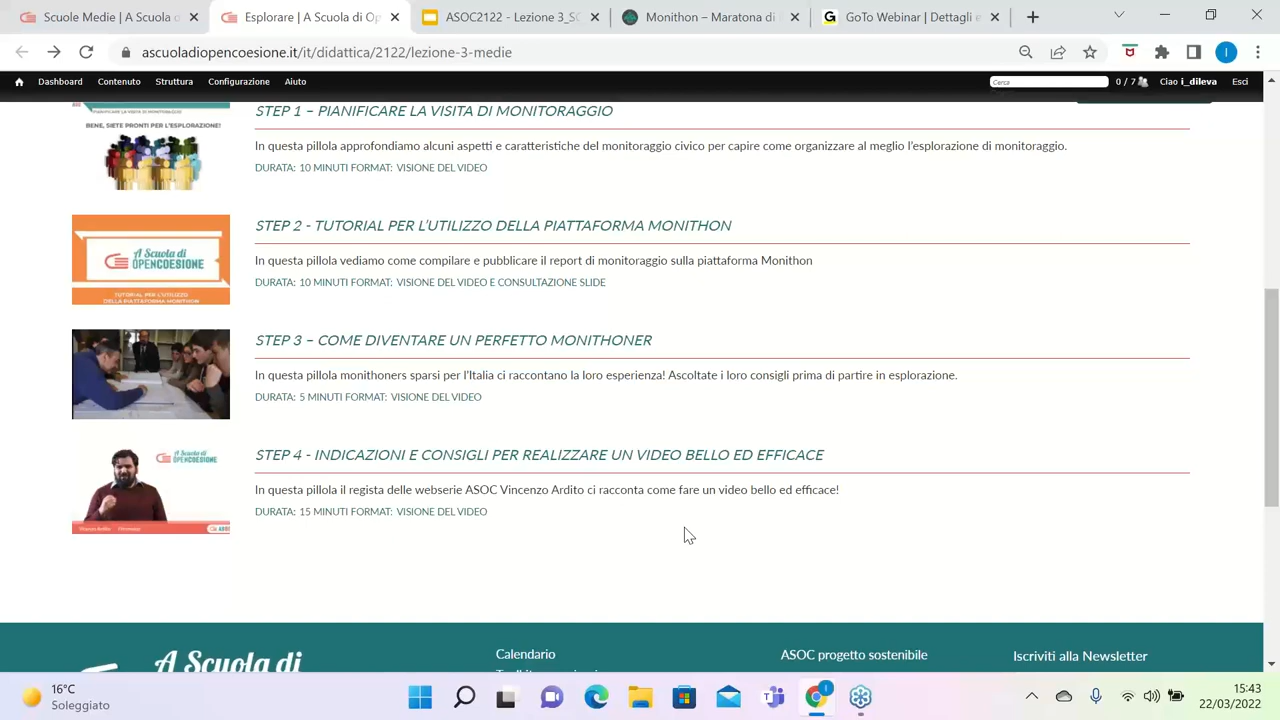 A Scuola di OpenCoesione
Esplorare | A Scuola di Op
ASOC2122 - Lezione 3_SC
Monithon – Maratona di
GoTo Webinar | Dettagli e
ascuoladiopencoesione.it/it/didattica/2122/lezione-3-medie
Dashboard Contenuto Struttura Configurazione Aiuto Cerca 0 / 7 Ciao i_dileva Esci
STEP 1 – PIANIFICARE LA VISITA DI MONITORAGGIO
BENE, SIETE PRONTI PER L'ESPLORAZIONE!
In questa pillola approfondiamo alcuni aspetti e caratteristiche del monitoraggio civico per capire come organizzare al meglio l'esplorazione di monitoraggio.
DURATA: 10 MINUTI FORMAT: VISIONE DEL VIDEO
STEP 2 - TUTORIAL PER L'UTILIZZO DELLA PIATTAFORMA MONITHON
In questa pillola vediamo come compilare e pubblicare il report di monitoraggio sulla piattaforma Monithon
DURATA: 10 MINUTI FORMAT: VISIONE DEL VIDEO E CONSULTAZIONE SLIDE
A Scuola di
OPENCOESIONE
TUTORIAL PER L'UTILIZZO
DELLA PIATTAFORMA MONITHON
STEP 3 – COME DIVENTARE UN PERFETTO MONITHONER
In questa pillola monithoners sparsi per l'Italia ci raccontano la loro esperienza! Ascoltate i loro consigli prima di partire in esplorazione.
DURATA: 5 MINUTI FORMAT: VISIONE DEL VIDEO
STEP 4 - INDICAZIONI E CONSIGLI PER REALIZZARE UN VIDEO BELLO ED EFFICACE
A Scuola di
OPENCOESIONE
In questa pillola il regista delle webserie ASOC Vincenzo Ardito ci racconta come fare un video bello ed efficace!
DURATA: 15 MINUTI FORMAT: VISIONE DEL VIDEO
A Scuola di
Calendario
ASOC progetto sostenibile
Iscriviti alla Newsletter
16°C
Soleggiato
15:43
22/03/2022